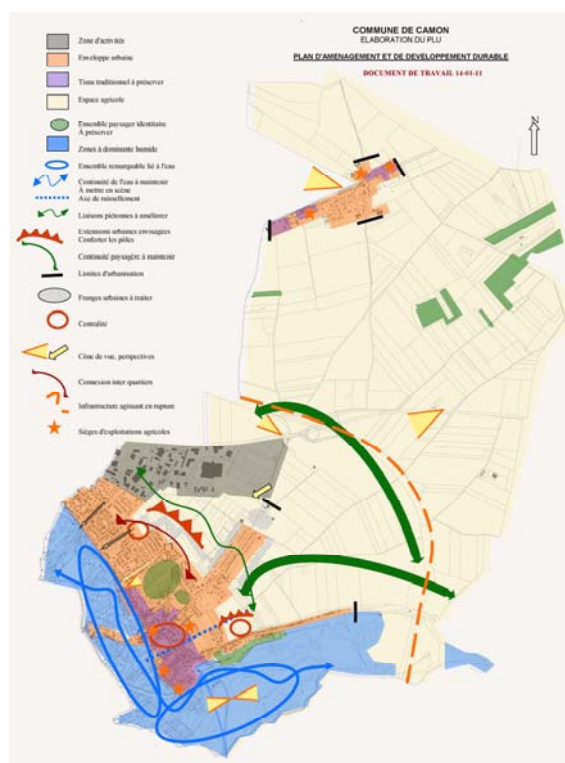 COMMUNE DE CAMON
ELABORATION DU PLU
PLAN D'AMENAGEMENT ET DE DEVELOPPEMENT DURABLE
DOCUMENT DE TRAVAIL 14-01-11
N
Zone d'activités
Enveloppe urbaine
Tissu traditionnel à préserver
Espace agricole
Ensemble paysager identitaire
À préserver
Zones à dominante humide
Ensemble remarquable lié à l'eau
Continuité de l'eau à maintenir
A mettre en scène
Axe de ruissellement
Liaisons piétonnes à améliorer
Extensions urbaines envisagées
Conforter les pôles
Continuité paysagère à maintenir
Limites d'urbanisation
Franges urbaines à traiter
Centralité
Cône de vue, perspectives
Connexion inter quartiers
Infrastructure agissant en rupture
Sièges d'exploitations agricoles